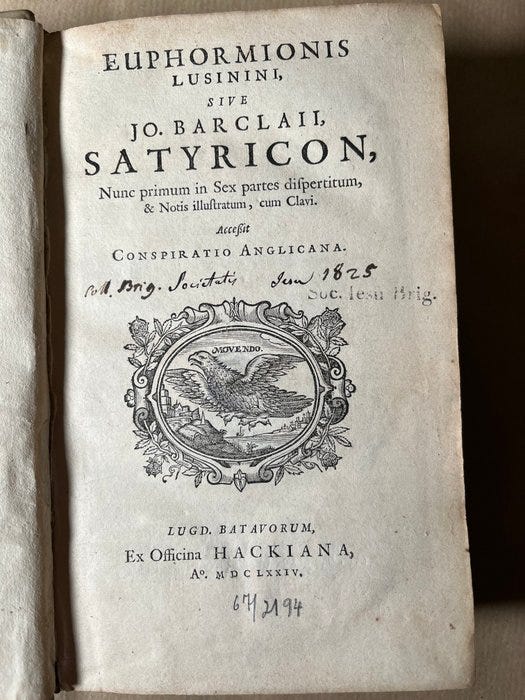 EUPHORMIONIS
LUSININI,
SIVE
JO. BARCLAII,
SATYRICON,
Nunc primum in Sex partes diſpertitum,
& Notis illuſtratum, cum Clavi.
Acceßit
CONSPIRATIO ANGLICANA.
Coll. Brig. Societatis Jesu 1825
Soc. Iesu Brig.
MOVENDO.
LUGD. BATAVORUM,
Ex Officina HACKIANA,
Aº. MDCLXXIV.
67/2194